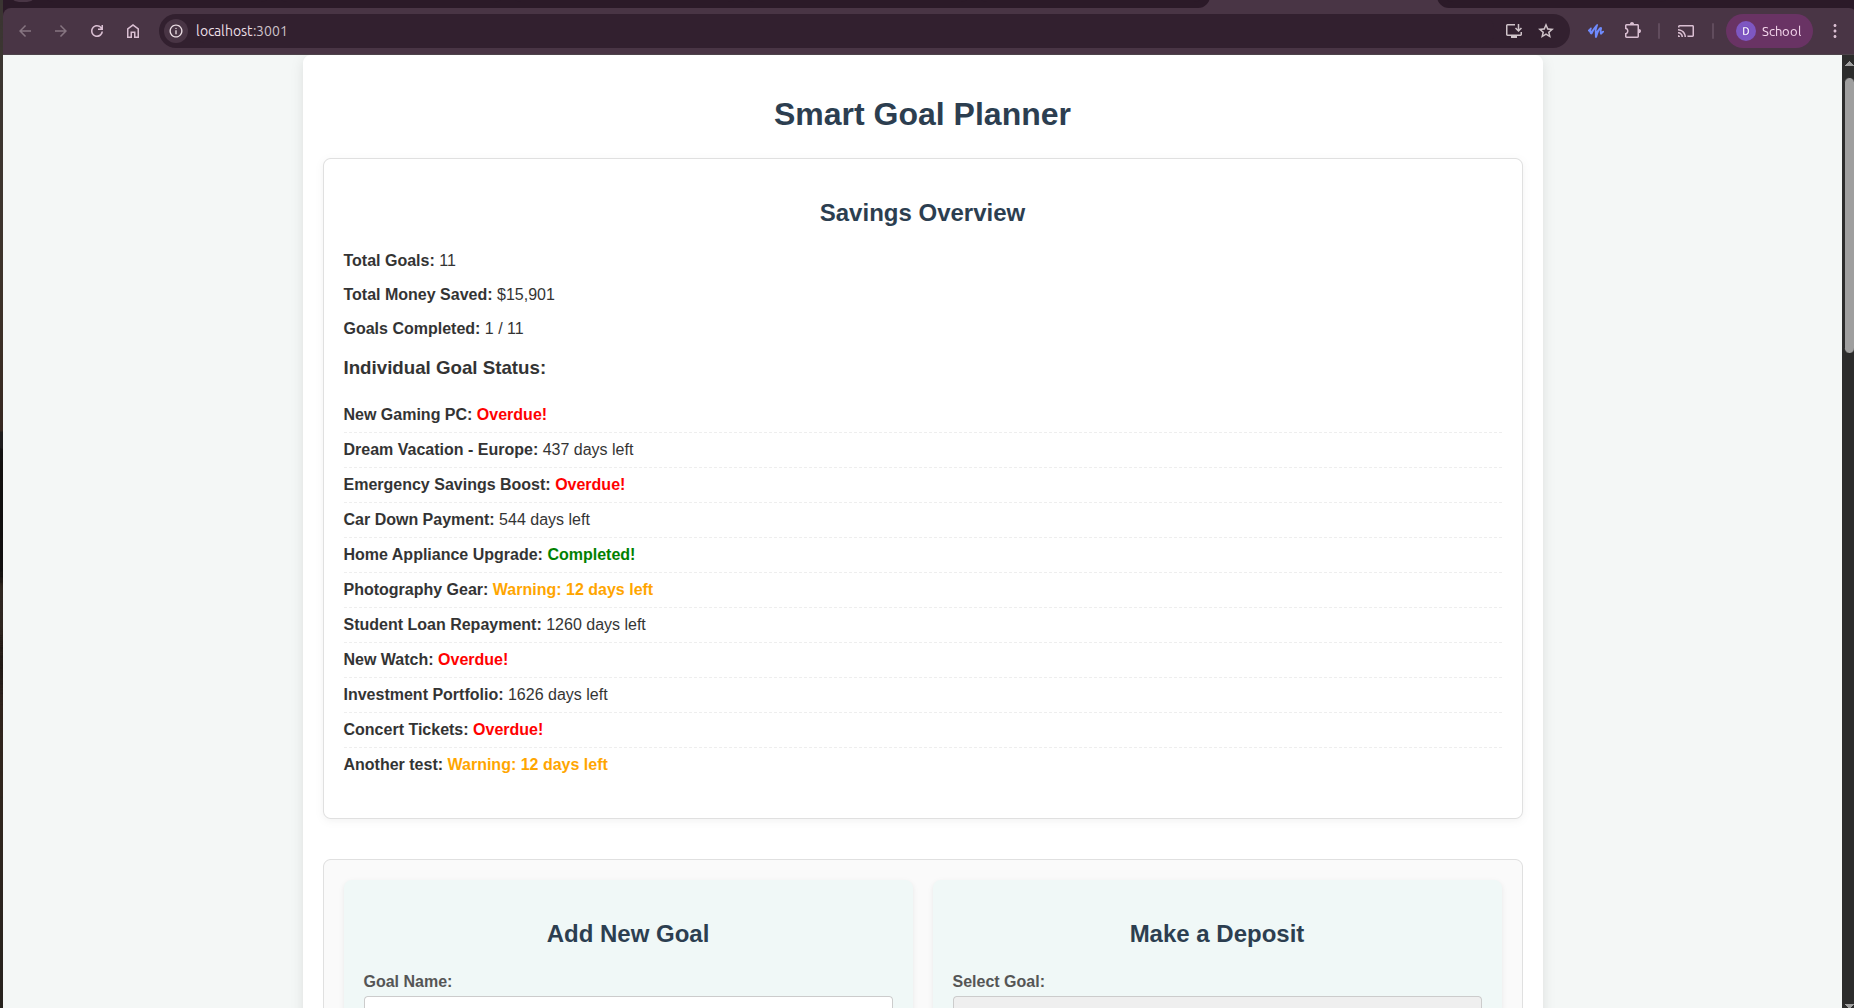 localhost:3001
D School
Smart Goal Planner
Savings Overview
Total Goals: 11
Total Money Saved: $15,901
Goals Completed: 1 / 11
Individual Goal Status:
New Gaming PC: Overdue!
Dream Vacation - Europe: 437 days left
Emergency Savings Boost: Overdue!
Car Down Payment: 544 days left
Home Appliance Upgrade: Completed!
Photography Gear: Warning: 12 days left
Student Loan Repayment: 1260 days left
New Watch: Overdue!
Investment Portfolio: 1626 days left
Concert Tickets: Overdue!
Another test: Warning: 12 days left
Add New Goal
Goal Name:
Make a Deposit
Select Goal: